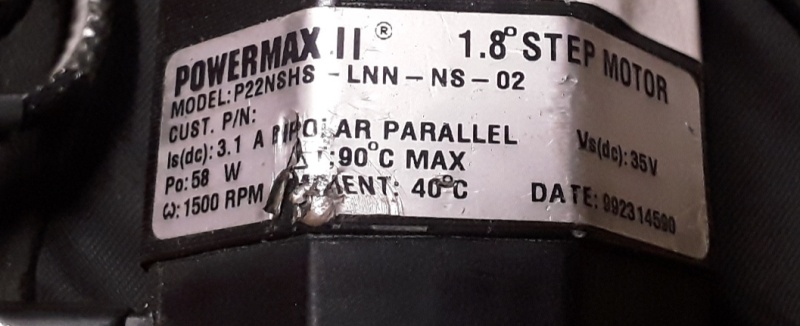 POWERMAX II ® 1.8° STEP MOTOR
MODEL: P22NSHS - LNN - NS - 02
CUST. P/N:
Is(dc): 3.1 A BIPOLAR PARALLEL Vs(dc): 35V
Po: 58 W 90°C MAX
ω: 1500 RPM 40°C DATE: 992314590